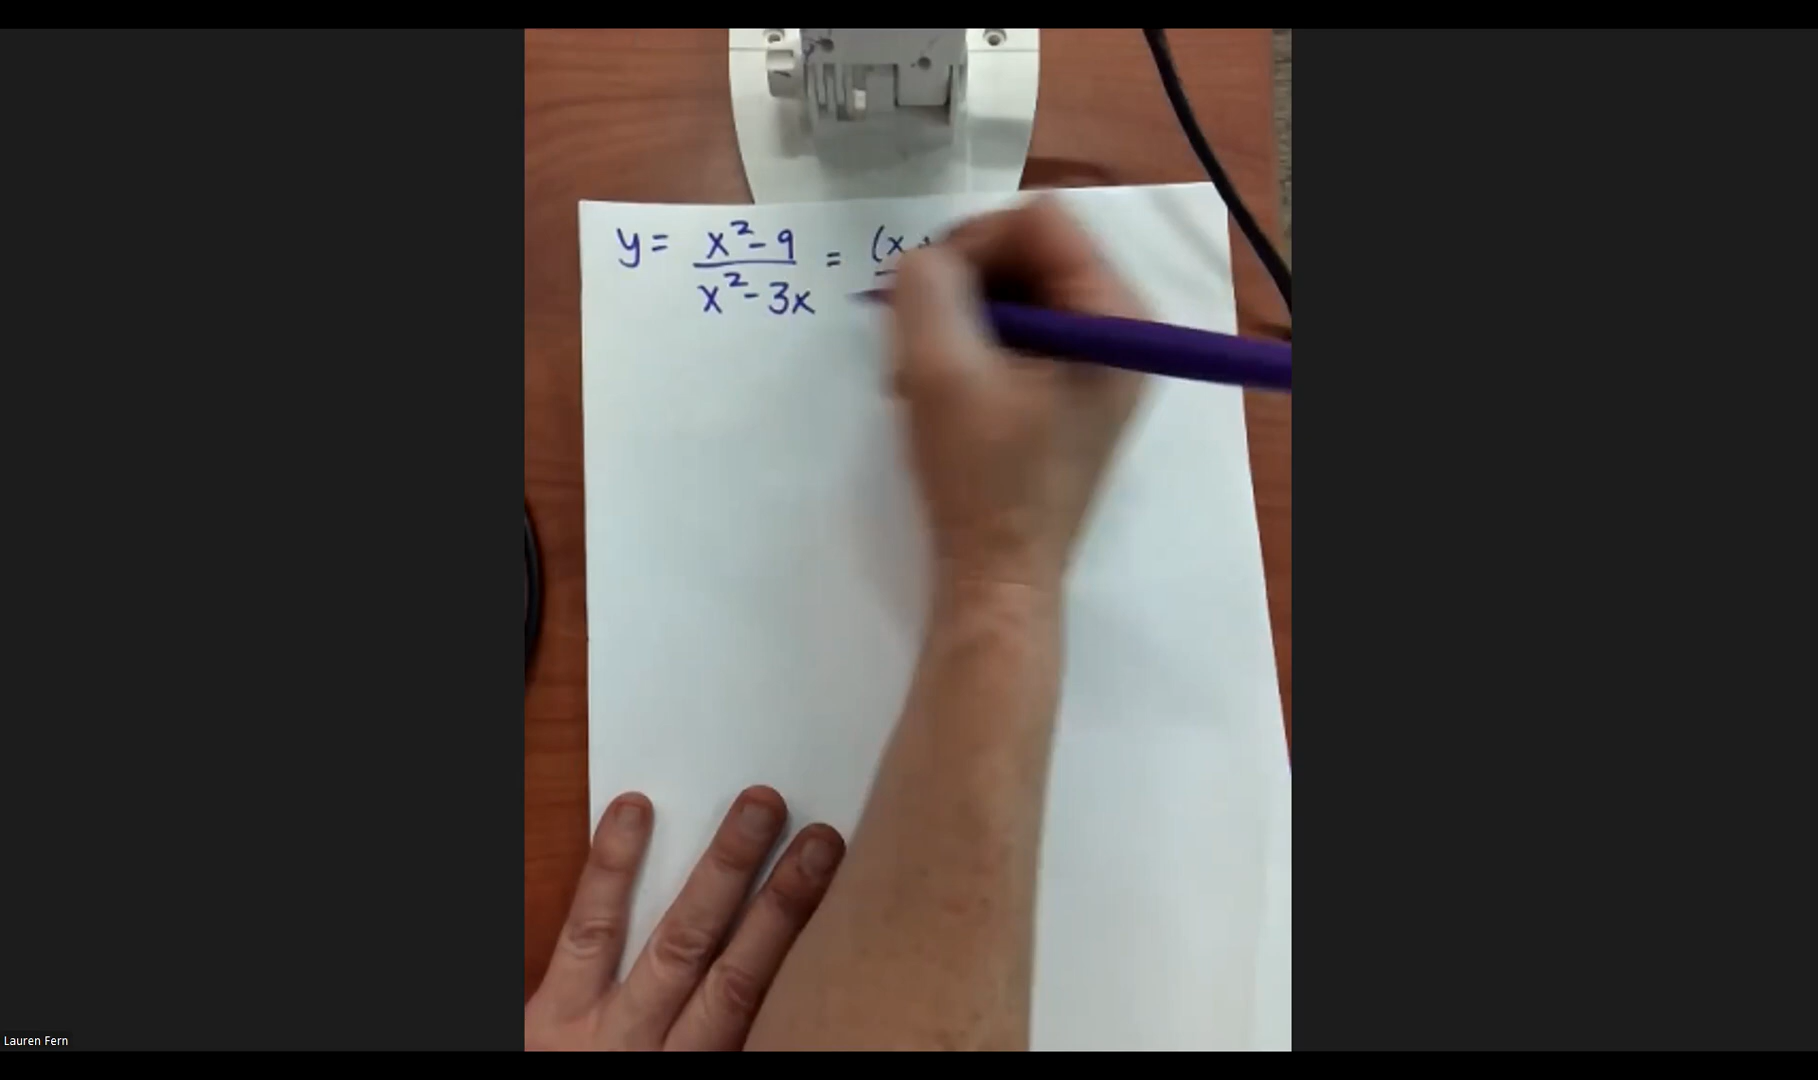 y = x²-9 / x²-3x = (x
Lauren Fern